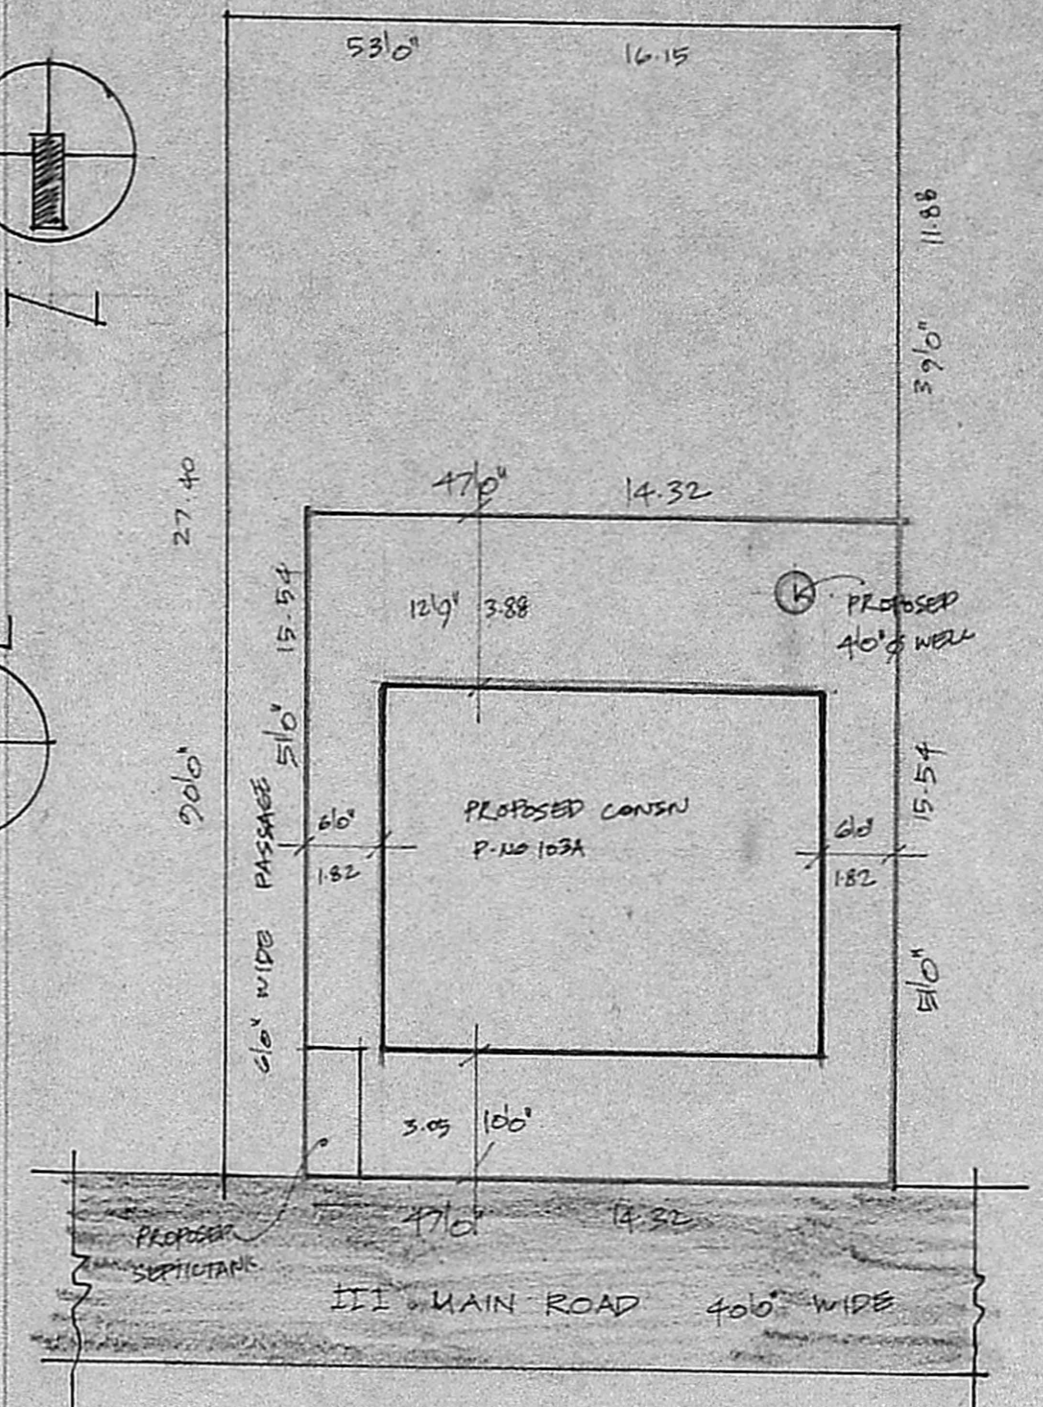 53'0" 16.15
11.88
39'0"
N
27.40
90'0"
47'0" 14.32
15.54
51'0"
12'9" 3.88
PROPOSED
4'0" ø WELL
PROPOSED CONSN
P.NO 103A
6'0"
1.82
6'0"
1.82
15.54
51'0"
6'0" WIDE PASSAGE
3.05 10'0"
47'0" 14.32
PROPOSED
SEPTICTANK
III MAIN ROAD 40'0" WIDE